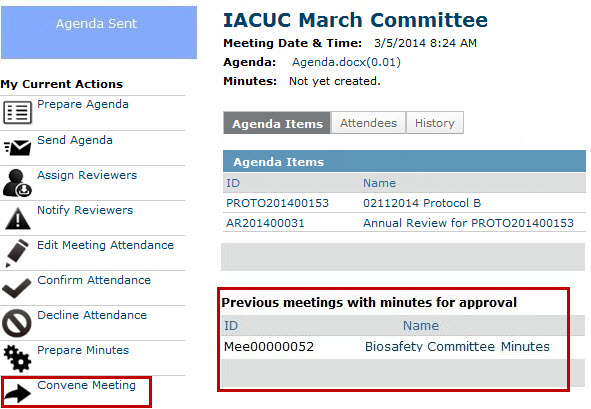 Agenda Sent
My Current Actions
Prepare Agenda
Send Agenda
Assign Reviewers
Notify Reviewers
Edit Meeting Attendance
Confirm Attendance
Decline Attendance
Prepare Minutes
Convene Meeting
IACUC March Committee
Meeting Date & Time: 3/5/2014 8:24 AM
Agenda: Agenda.docx(0.01)
Minutes: Not yet created.
Agenda Items Attendees History
Agenda Items
ID Name
PROTO201400153 02112014 Protocol B
AR201400031 Annual Review for PROTO201400153
Previous meetings with minutes for approval
ID Name
Mee00000052 Biosafety Committee Minutes